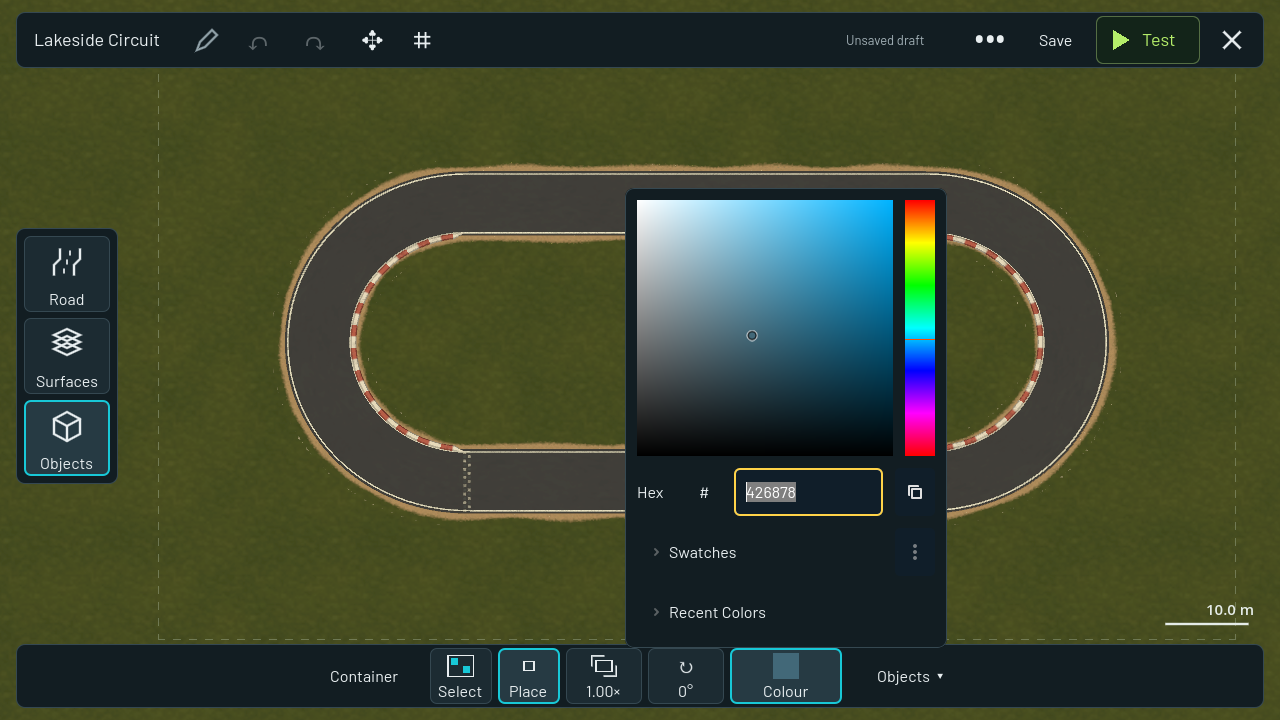 Lakeside Circuit
Unsaved draft
Save
Test
Road
Surfaces
Objects
Hex # 426878
Swatches
Recent Colors
10.0 m
Container
Select
Place
1.00×
0°
Colour
Objects